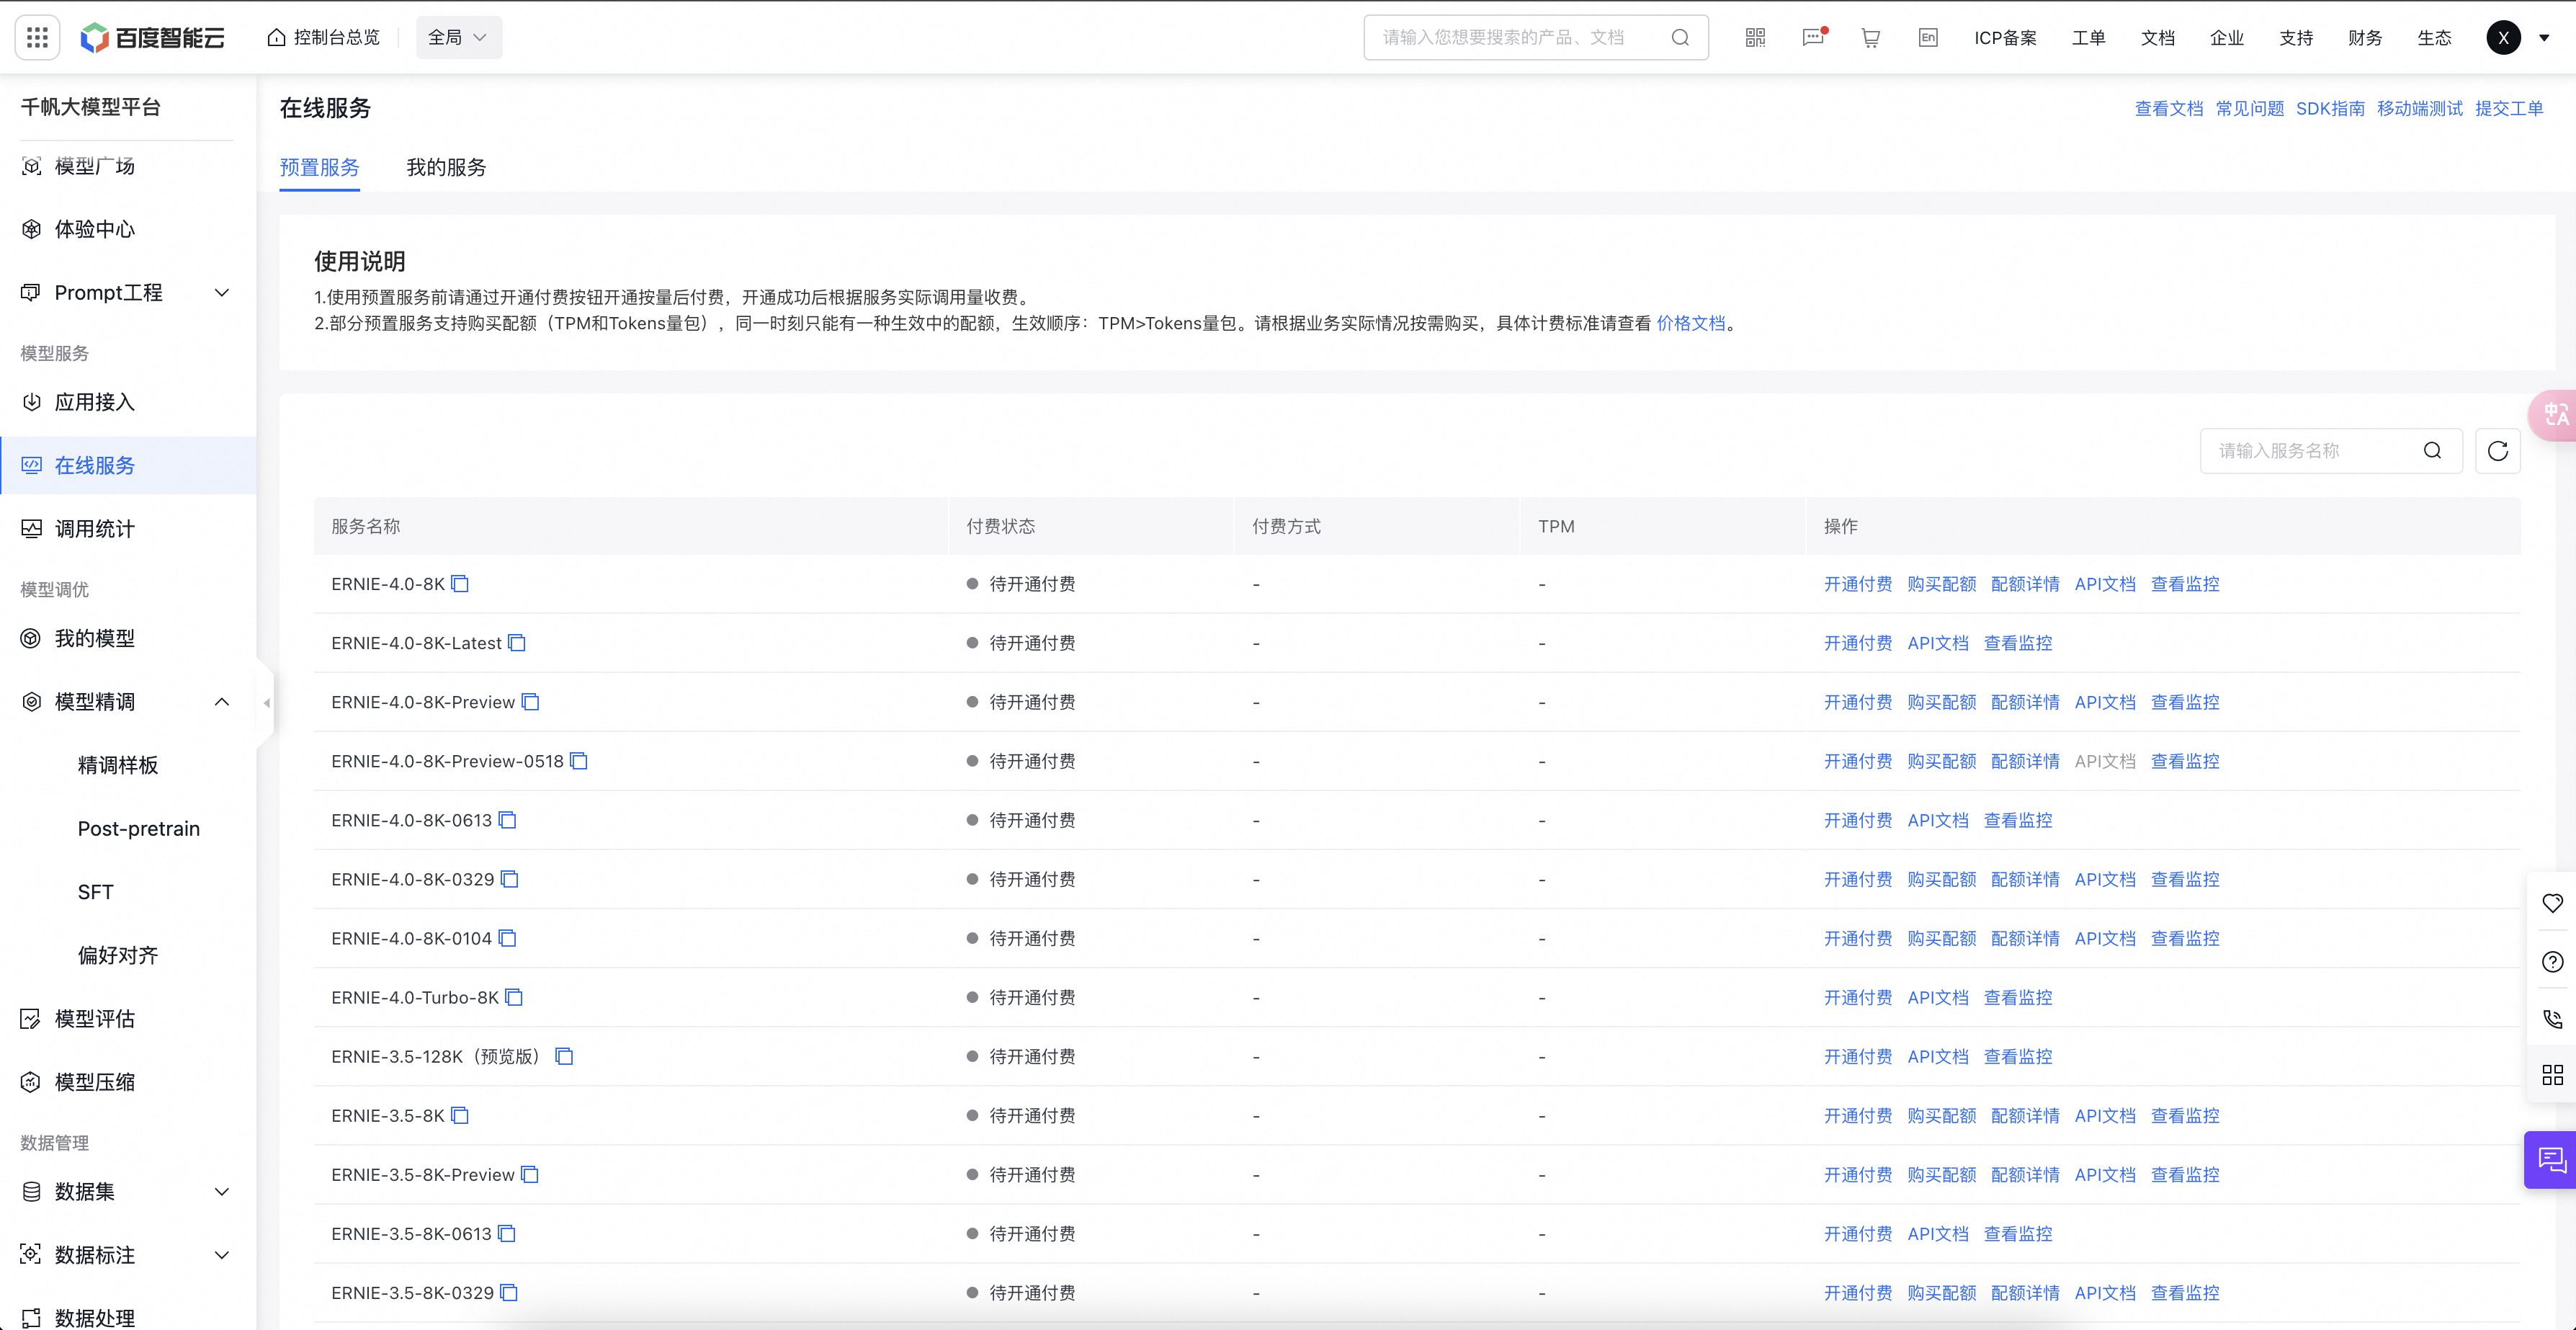 百度智能云
控制台总览
全局
请输入您想要搜索的产品、文档
En
ICP备案
工单
文档
企业
支持
财务
生态
X
千帆大模型平台
模型广场
体验中心
Prompt工程
模型服务
应用接入
在线服务
调用统计
模型调优
我的模型
模型精调
精调样板
Post-pretrain
SFT
偏好对齐
模型评估
模型压缩
数据管理
数据集
数据标注
数据处理
在线服务
查看文档 常见问题 SDK指南 移动端测试 提交工单
预置服务 我的服务
使用说明
1.使用预置服务前请通过开通付费按钮开通按量后付费，开通成功后根据服务实际调用量收费。
2.部分预置服务支持购买配额（TPM和Tokens量包），同一时刻只能有一种生效中的配额，生效顺序：TPM>Tokens量包。请根据业务实际情况按需购买，具体计费标准请查看 价格文档。
中A
请输入服务名称
服务名称 付费状态 付费方式 TPM 操作
ERNIE-4.0-8K 待开通付费 - - 开通付费 购买配额 配额详情 API文档 查看监控
ERNIE-4.0-8K-Latest 待开通付费 - - 开通付费 API文档 查看监控
ERNIE-4.0-8K-Preview 待开通付费 - - 开通付费 购买配额 配额详情 API文档 查看监控
ERNIE-4.0-8K-Preview-0518 待开通付费 - - 开通付费 购买配额 配额详情 API文档 查看监控
ERNIE-4.0-8K-0613 待开通付费 - - 开通付费 API文档 查看监控
ERNIE-4.0-8K-0329 待开通付费 - - 开通付费 购买配额 配额详情 API文档 查看监控
ERNIE-4.0-8K-0104 待开通付费 - - 开通付费 购买配额 配额详情 API文档 查看监控
ERNIE-4.0-Turbo-8K 待开通付费 - - 开通付费 API文档 查看监控
ERNIE-3.5-128K（预览版） 待开通付费 - - 开通付费 API文档 查看监控
ERNIE-3.5-8K 待开通付费 - - 开通付费 购买配额 配额详情 API文档 查看监控
ERNIE-3.5-8K-Preview 待开通付费 - - 开通付费 购买配额 配额详情 API文档 查看监控
ERNIE-3.5-8K-0613 待开通付费 - - 开通付费 API文档 查看监控
ERNIE-3.5-8K-0329 待开通付费 - - 开通付费 购买配额 配额详情 API文档 查看监控